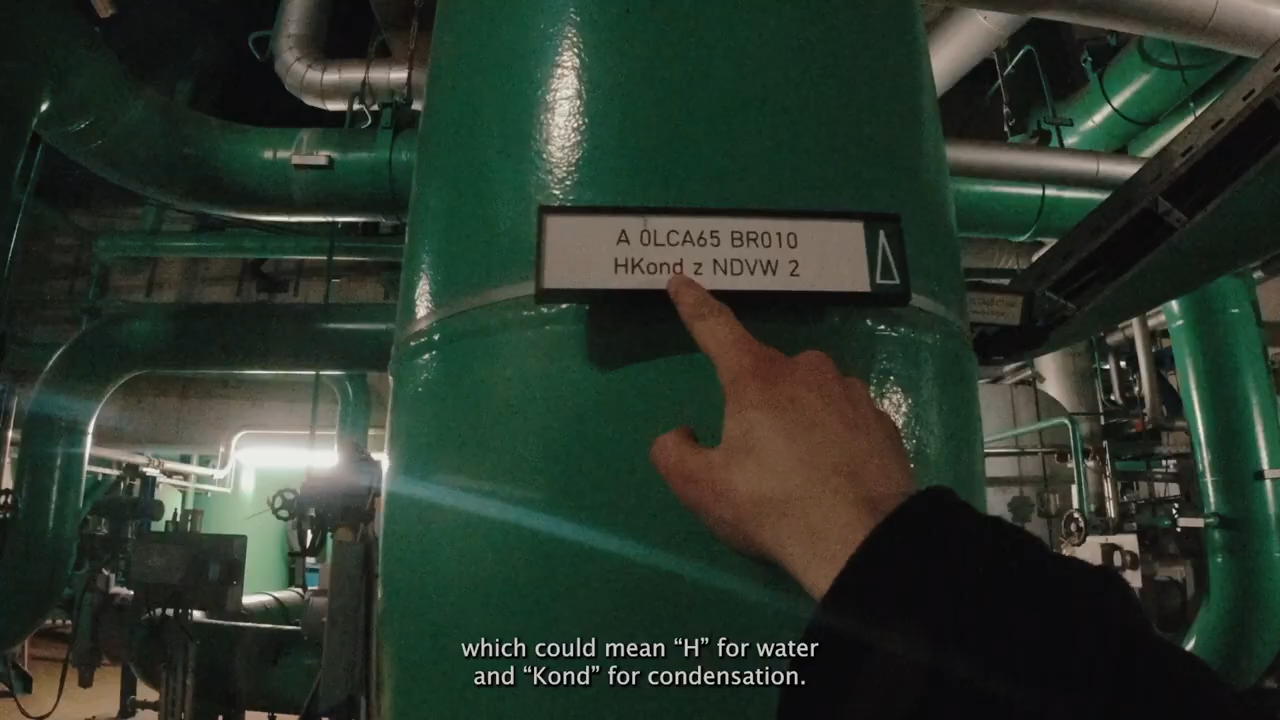 A 0LCA65 BR010
HKond z NDVW 2
which could mean “H” for water
and “Kond” for condensation.